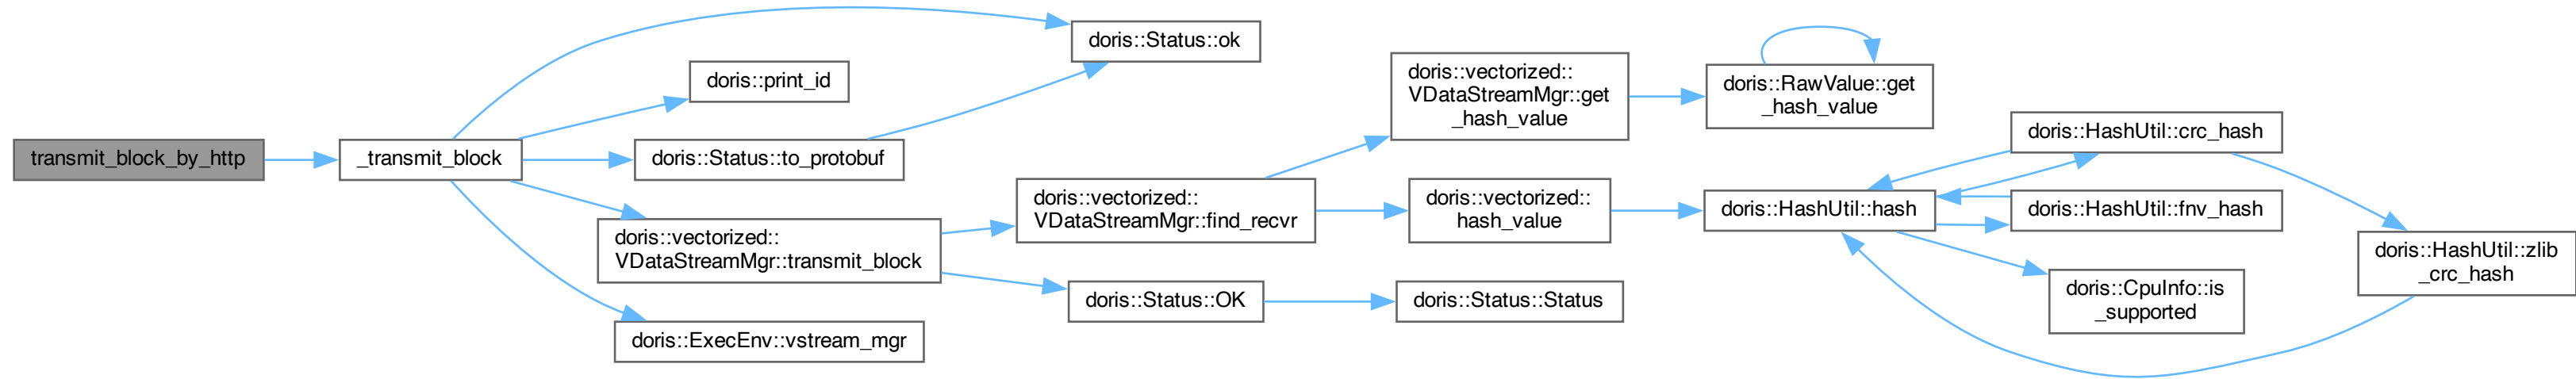 transmit_block_by_http
_transmit_block
doris::Status::ok
doris::print_id
doris::Status::to_protobuf
doris::vectorized::
VDataStreamMgr::transmit_block
doris::ExecEnv::vstream_mgr
doris::vectorized::
VDataStreamMgr::find_recvr
doris::Status::OK
doris::vectorized::
VDataStreamMgr::get
_hash_value
doris::vectorized::
hash_value
doris::Status::Status
doris::RawValue::get
_hash_value
doris::HashUtil::hash
doris::HashUtil::crc_hash
doris::HashUtil::fnv_hash
doris::CpuInfo::is
_supported
doris::HashUtil::zlib
_crc_hash